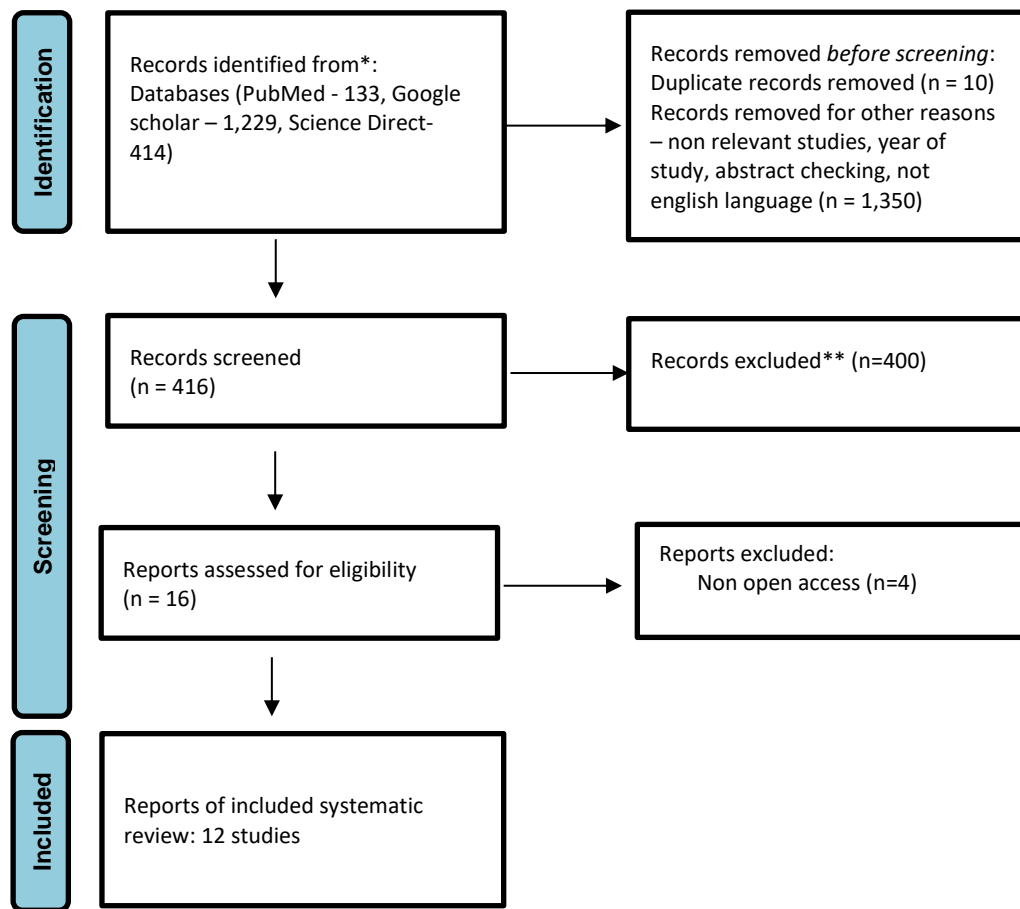 Identification
Records identified from*:
Databases (PubMed - 133, Google
scholar – 1,229, Science Direct-
414)
Records removed before screening:
Duplicate records removed (n = 10)
Records removed for other reasons
– non relevant studies, year of
study, abstract checking, not
english language (n = 1,350)
Screening
Records screened
(n = 416)
Records excluded** (n=400)
Reports assessed for eligibility
(n = 16)
Reports excluded:
Non open access (n=4)
Included
Reports of included systematic
review: 12 studies